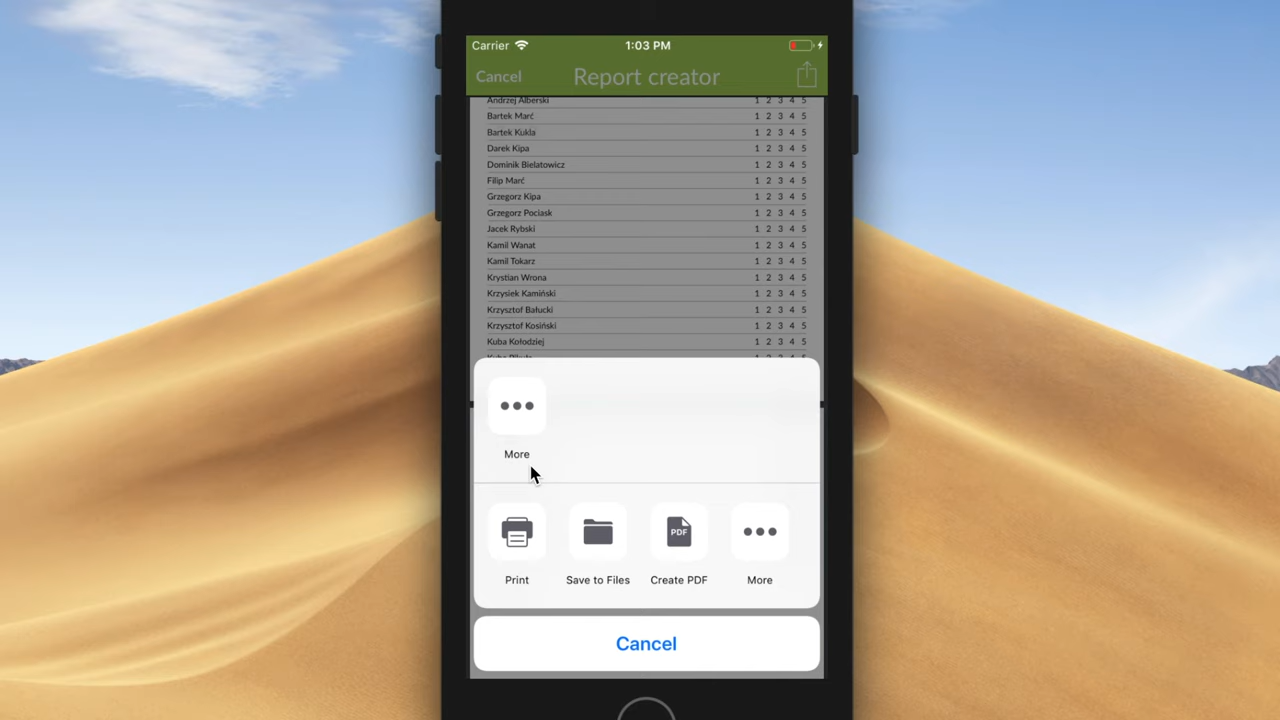 Carrier 1:03 PM
Cancel Report creator
Andrzej Alberski 1 2 3 4 5
Bartek Marć 1 2 3 4 5
Bartek Kukla 1 2 3 4 5
Darek Kipa 1 2 3 4 5
Dominik Bielatowicz 1 2 3 4 5
Filip Marć 1 2 3 4 5
Grzegorz Kipa 1 2 3 4 5
Grzegorz Pociask 1 2 3 4 5
Jacek Rybski 1 2 3 4 5
Kamil Wanat 1 2 3 4 5
Kamil Tokarz 1 2 3 4 5
Krystian Wrona 1 2 3 4 5
Krzysiek Kamiński 1 2 3 4 5
Krzysztof Bałucki 1 2 3 4 5
Krzysztof Kosiński 1 2 3 4 5
Kuba Kołodziej 1 2 3 4 5
Kuba 1 2 3 4 5
More
PDF
Print Save to Files Create PDF More
Cancel